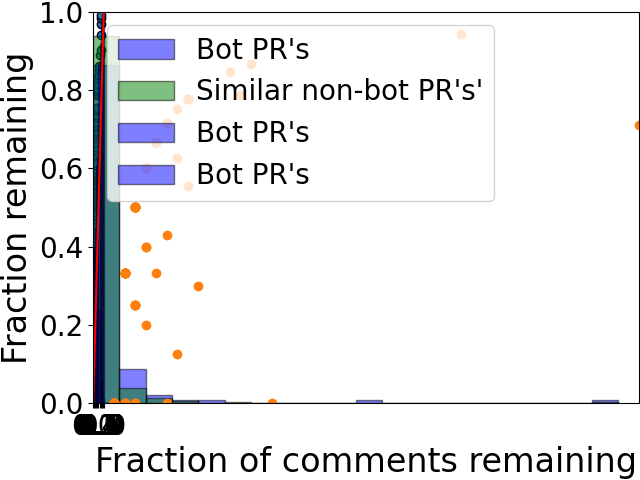 1.0
0.8
0.6
0.4
0.2
0.0
Fraction remaining
Bot PR's
Similar non-bot PR's'
Bot PR's
Bot PR's
Fraction of comments remaining